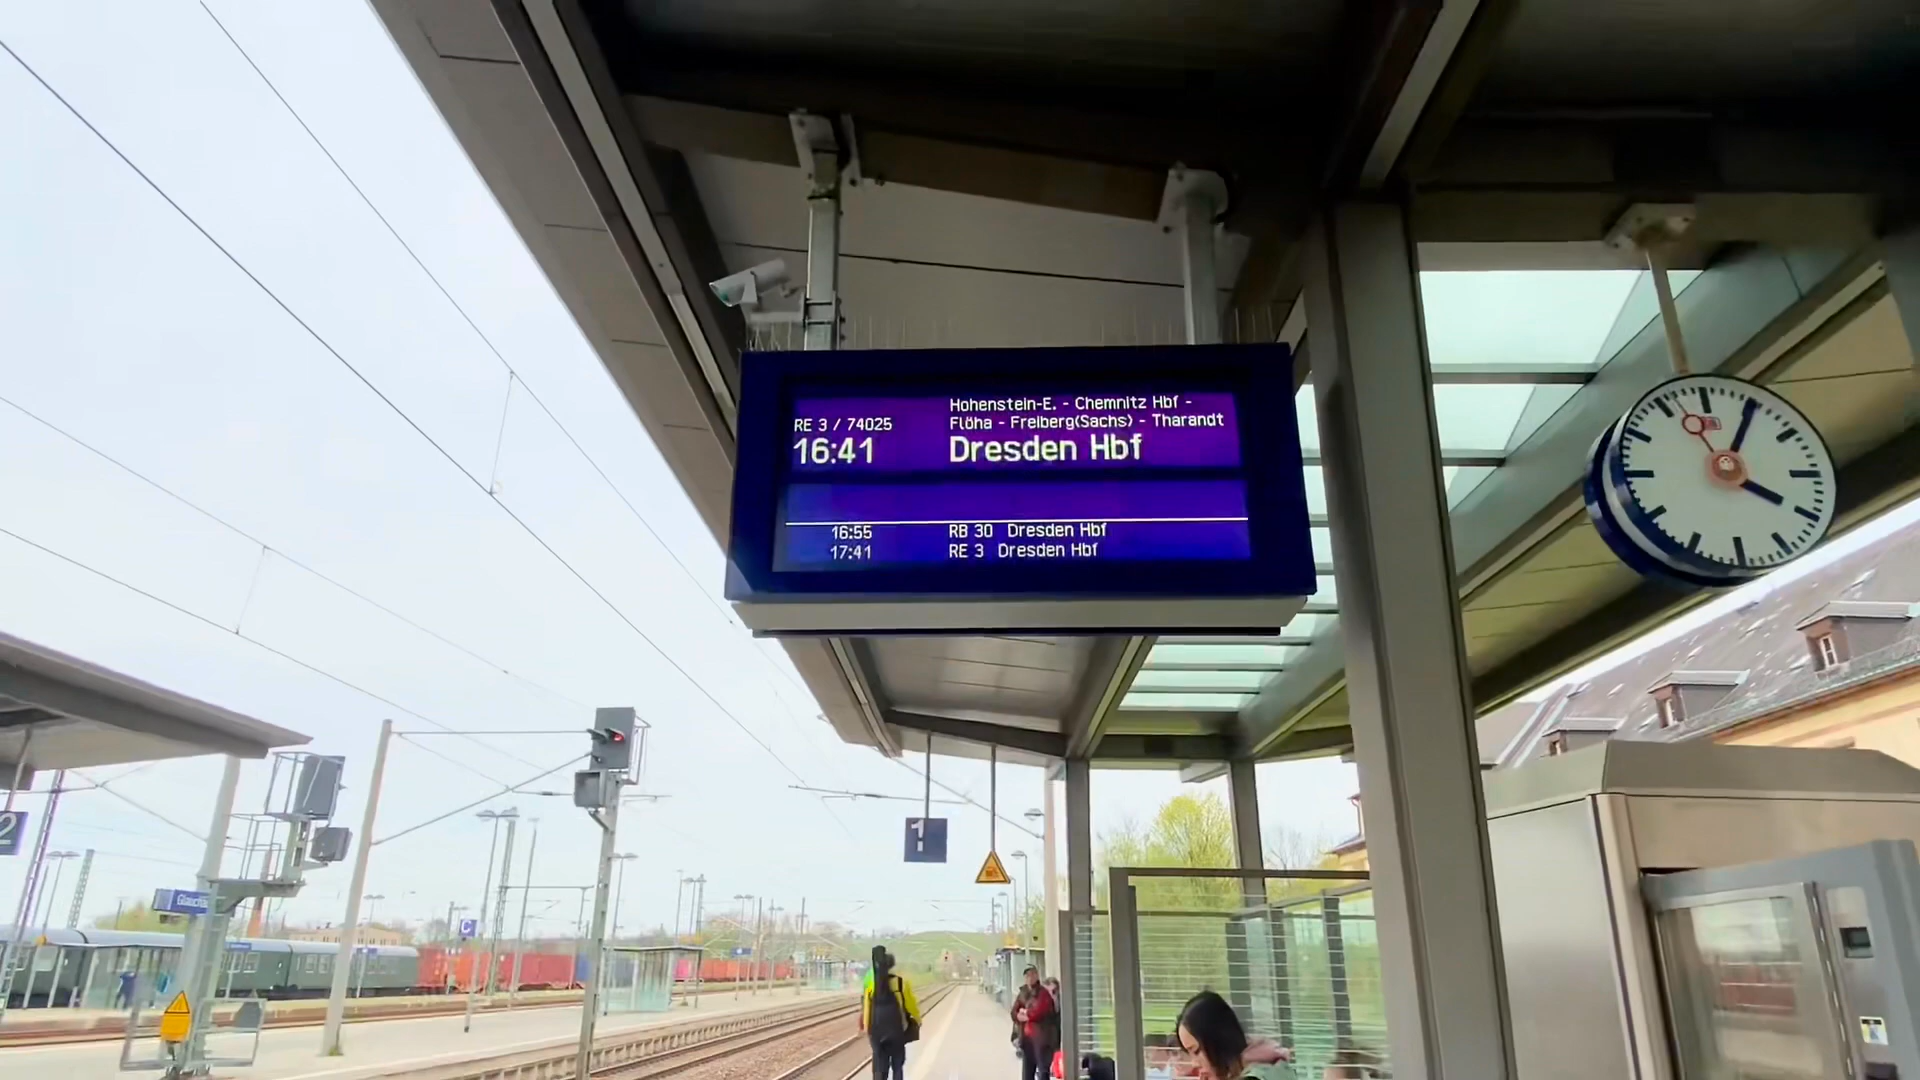 RE 3 / 74025
16:41
Hohenstein-E. - Chemnitz Hbf -
Flöha - Freiberg(Sachs) - Tharandt
Dresden Hbf
16:55 RB 30 Dresden Hbf
17:41 RE 3 Dresden Hbf
1
2
C